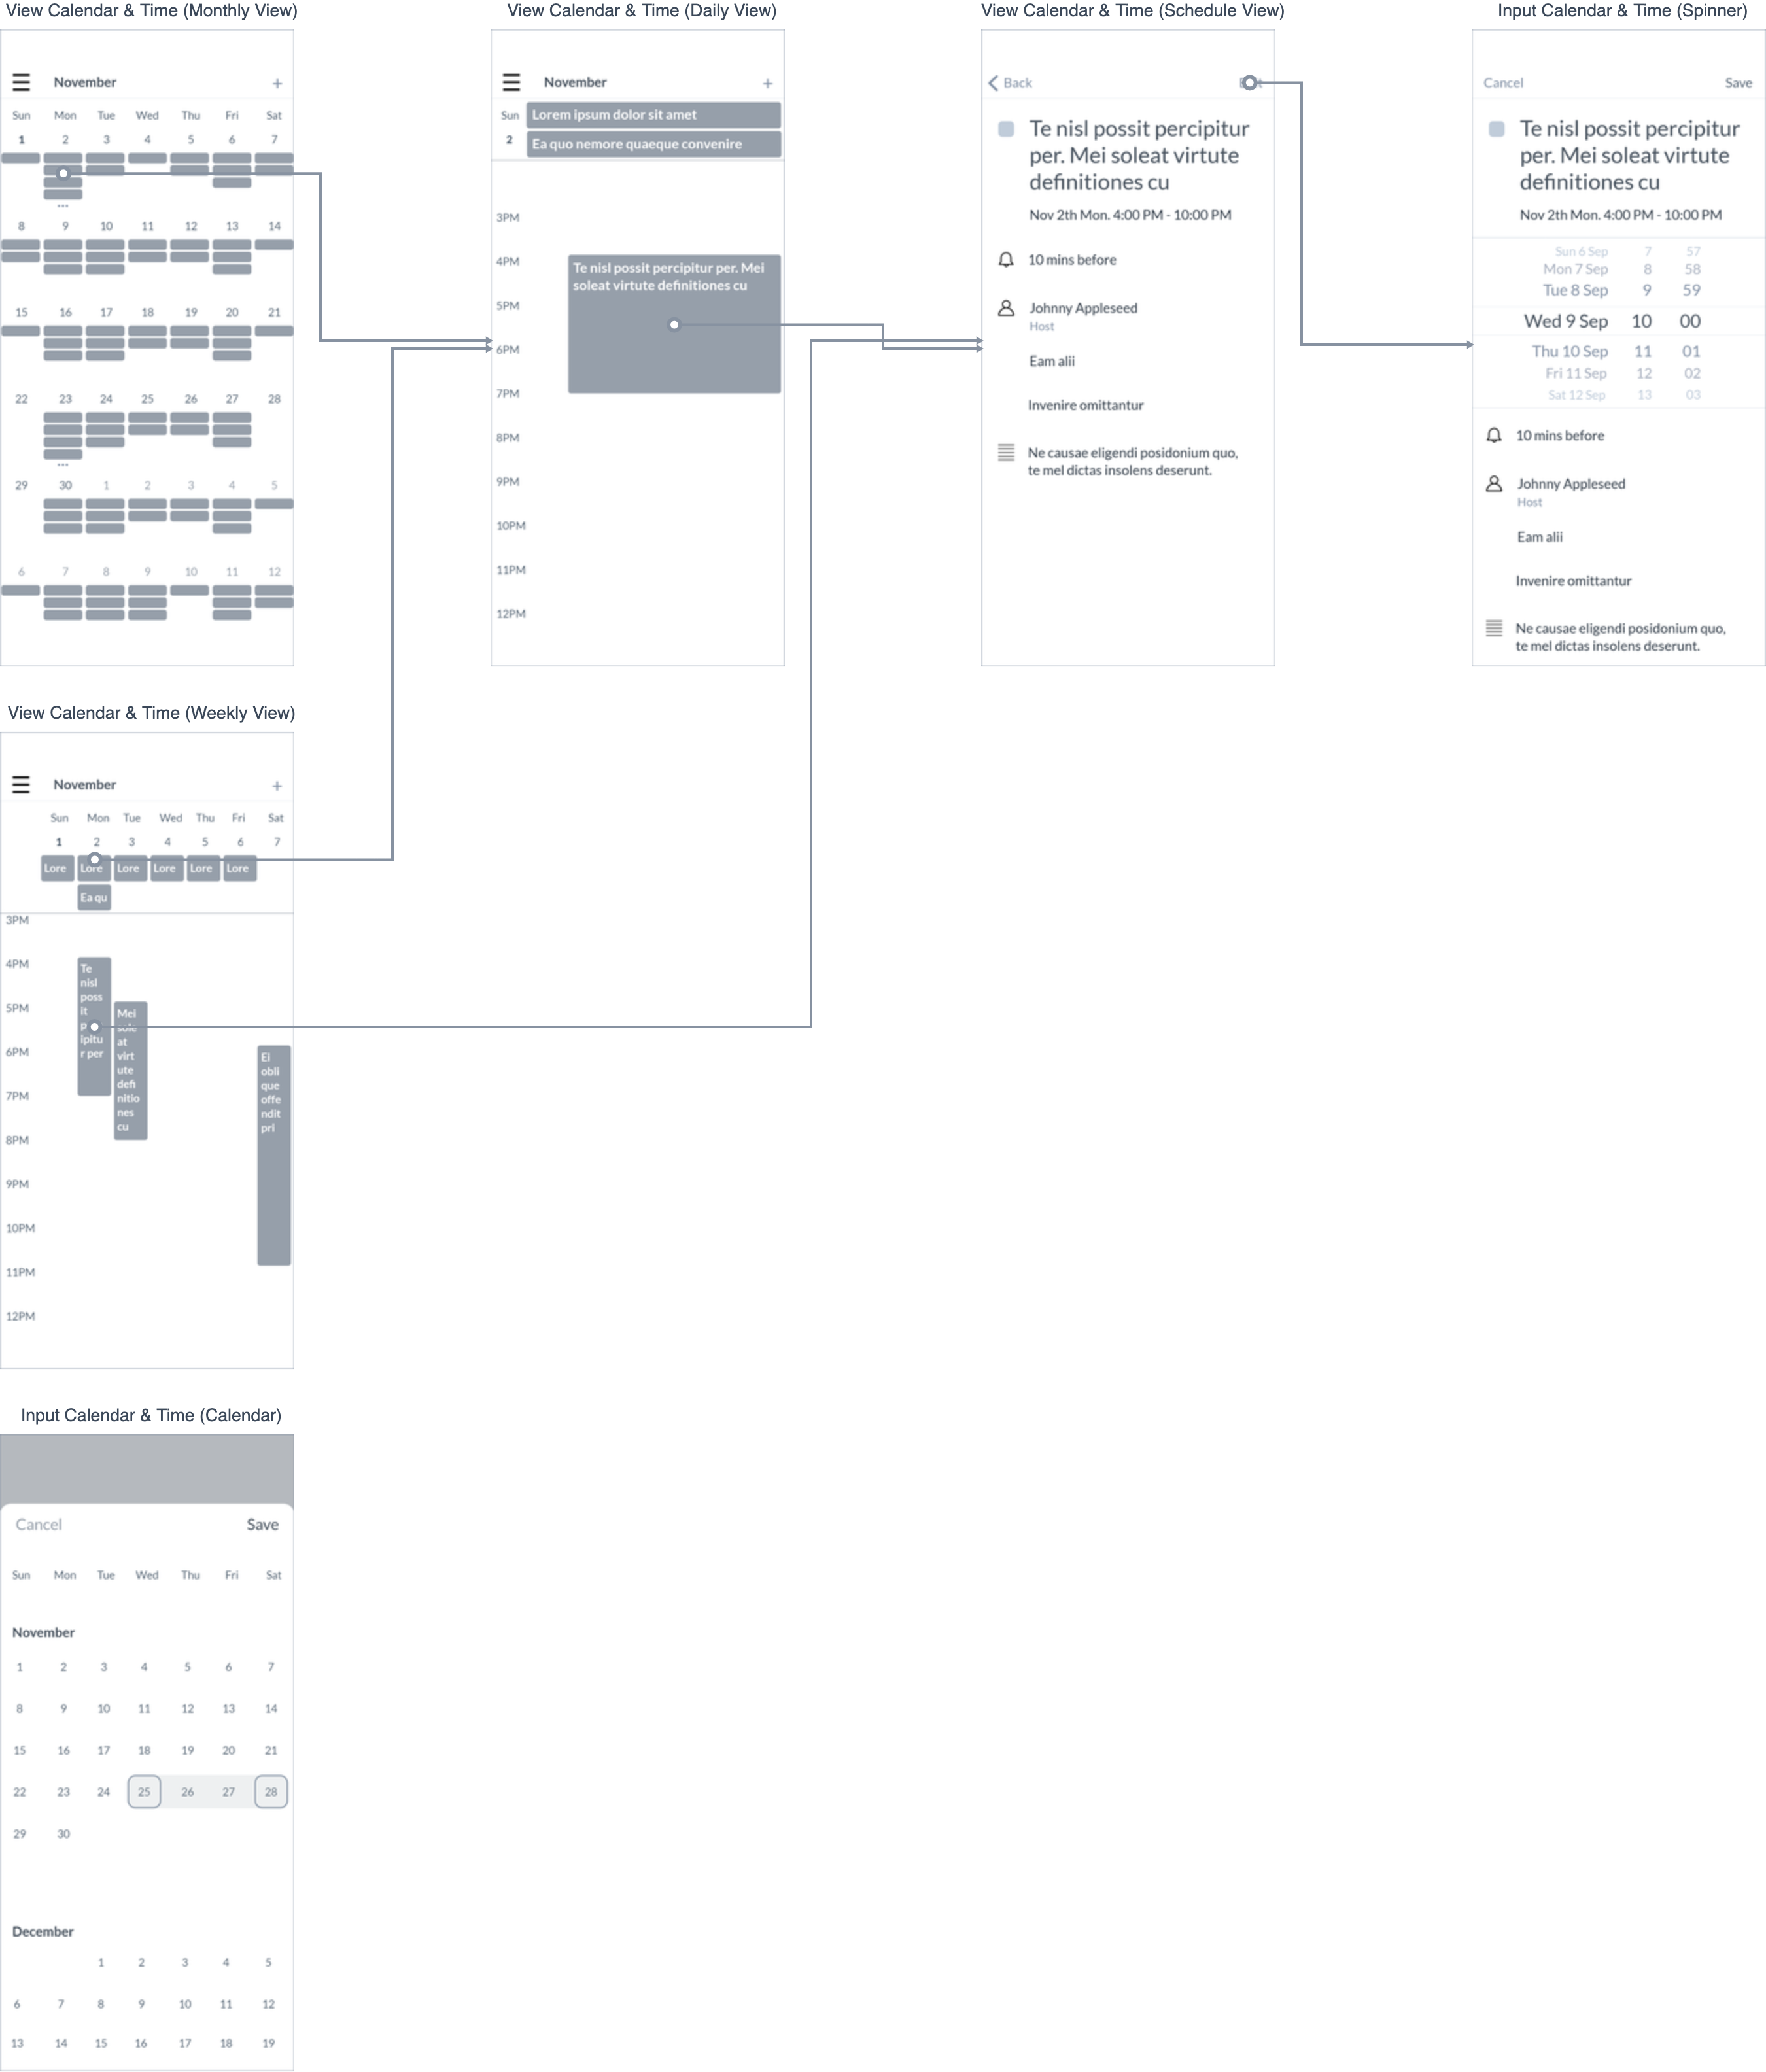 View Calendar & Time (Monthly View)
November
+
Sun Mon Tue Wed Thu Fri Sat
1 2 3 4 5 6 7
...
8 9 10 11 12 13 14
15 16 17 18 19 20 21
22 23 24 25 26 27 28
...
29 30 1 2 3 4 5
6 7 8 9 10 11 12
View Calendar & Time (Daily View)
November
+
Sun
2
Lorem ipsum dolor sit amet
Ea quo nemore quaeque convenire
3PM
4PM
Te nisl possit percipitur per. Mei
soleat virtute definitiones cu
5PM
6PM
7PM
8PM
9PM
10PM
11PM
12PM
View Calendar & Time (Schedule View)
Back
Te nisl possit percipitur
per. Mei soleat virtute
definitiones cu
Nov 2th Mon. 4:00 PM - 10:00 PM
10 mins before
Johnny Appleseed
Host
Eam alii
Invenire omittantur
Ne causae eligendi posidonium quo,
te mel dictas insolens deserunt.
Input Calendar & Time (Spinner)
Cancel Save
Te nisl possit percipitur
per. Mei soleat virtute
definitiones cu
Nov 2th Mon. 4:00 PM - 10:00 PM
Sun 6 Sep 7 57
Mon 7 Sep 8 58
Tue 8 Sep 9 59
Wed 9 Sep 10 00
Thu 10 Sep 11 01
Fri 11 Sep 12 02
Sat 12 Sep 13 03
10 mins before
Johnny Appleseed
Host
Eam alii
Invenire omittantur
Ne causae eligendi posidonium quo,
te mel dictas insolens deserunt.
View Calendar & Time (Weekly View)
November
+
Sun Mon Tue Wed Thu Fri Sat
1 2 3 4 5 6 7
Lore Lore Lore Lore Lore Lore
Ea qu
3PM
4PM
5PM
6PM
7PM
8PM
9PM
10PM
11PM
12PM
Te
nisl
poss
it
ipitu
r per
Mei
at
virt
ute
defi
nitio
nes
cu
Ei
obli
que
offe
ndit
pri
Input Calendar & Time (Calendar)
Cancel Save
Sun Mon Tue Wed Thu Fri Sat
November
1 2 3 4 5 6 7
8 9 10 11 12 13 14
15 16 17 18 19 20 21
22 23 24 25 26 27 28
29 30
December
1 2 3 4 5
6 7 8 9 10 11 12
13 14 15 16 17 18 19